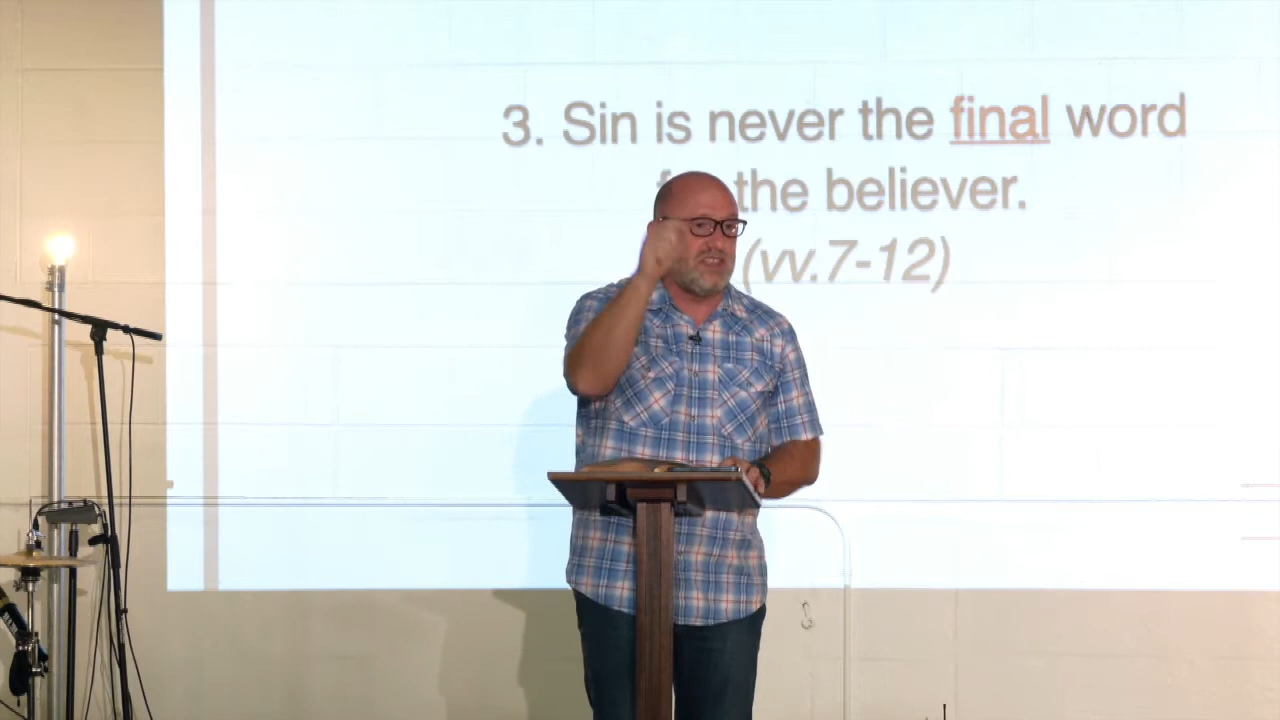 3. Sin is never the final word
the believer.
(vv.7-12)